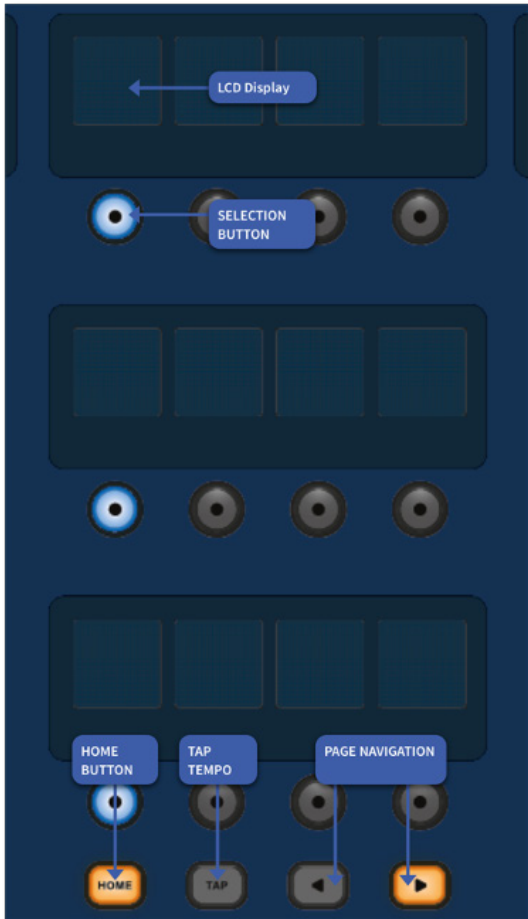 LCD Display
SELECTION
BUTTON
HOME
BUTTON
TAP
TEMPO
PAGE NAVIGATION
HOME
TAP